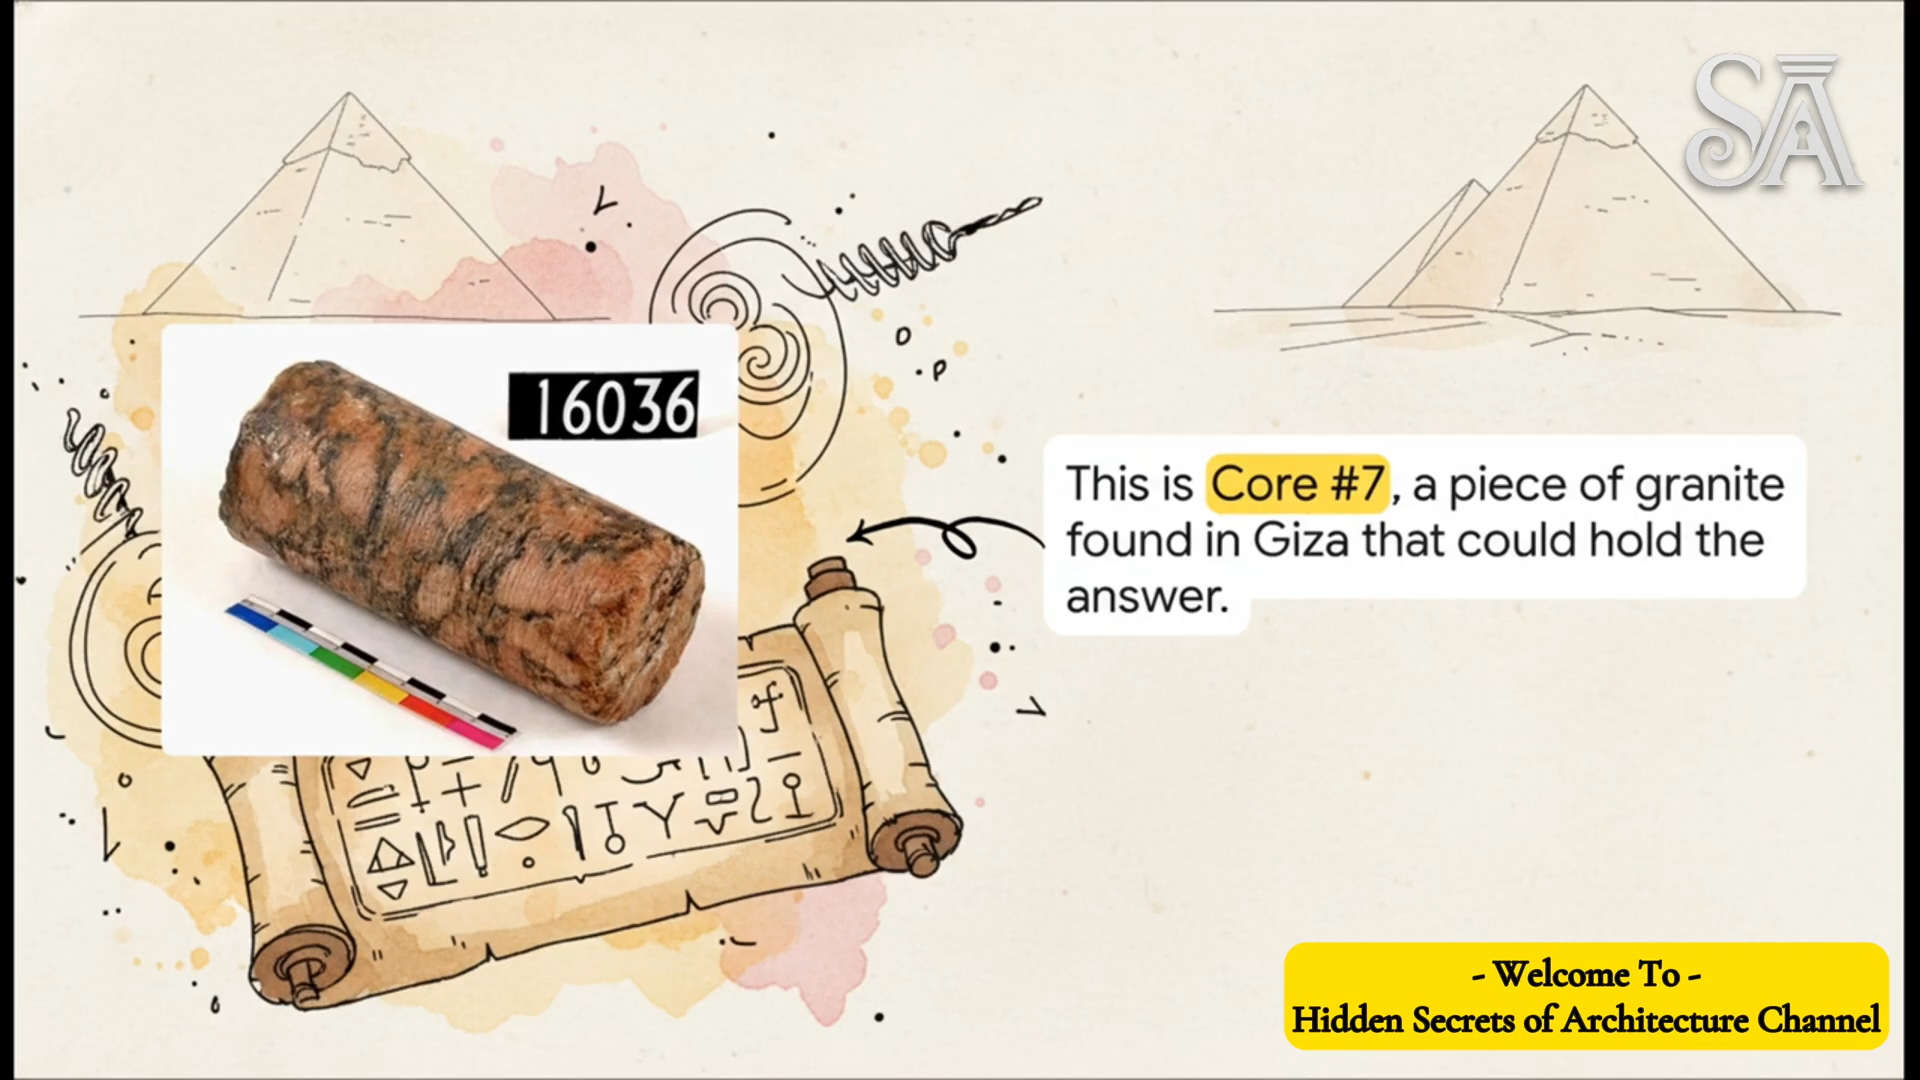 SA
16036
This is Core #7, a piece of granite
found in Giza that could hold the
answer.
- Welcome To -
Hidden Secrets of Architecture Channel